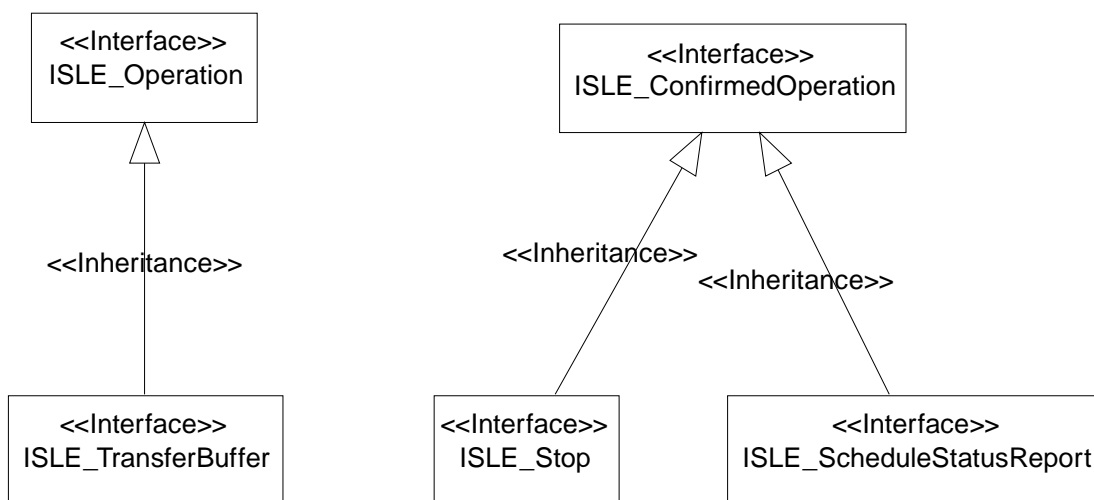 <<Interface>>
ISLE_Operation
<<Interface>>
ISLE_ConfirmedOperation
<<Inheritance>>
<<Inheritance>>
<<Inheritance>>
<<Interface>>
ISLE_TransferBuffer
<<Interface>>
ISLE_Stop
<<Interface>>
ISLE_ScheduleStatusReport